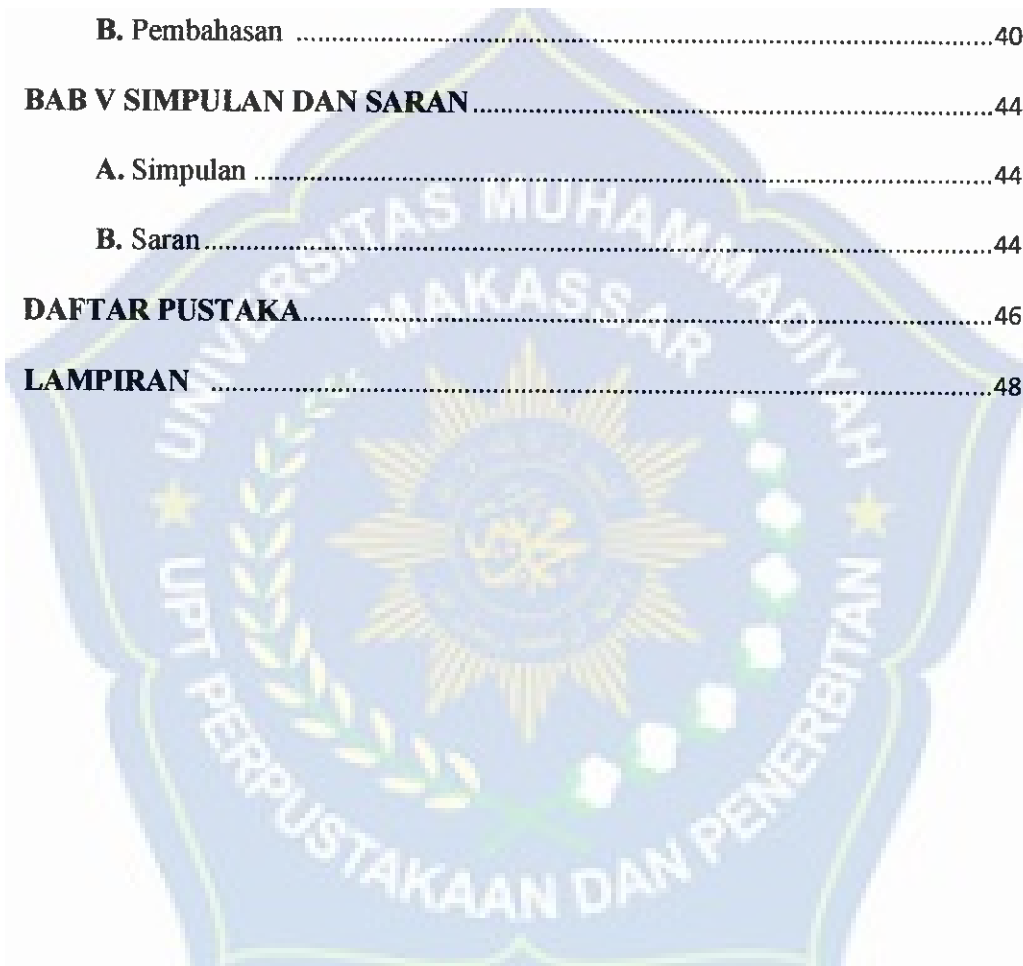 B. Pembahasan ........................................................................................40
BAB V SIMPULAN DAN SARAN..................................................................44
A. Simpulan ..............................................................................................44
B. Saran.....................................................................................................44
DAFTAR PUSTAKA.......................................................................................46
LAMPIRAN ....................................................................................................48
UNIVERSITAS MUHAMMADIYAH
MAKASSAR
UPT PERPUSTAKAAN DAN PENERBITAN